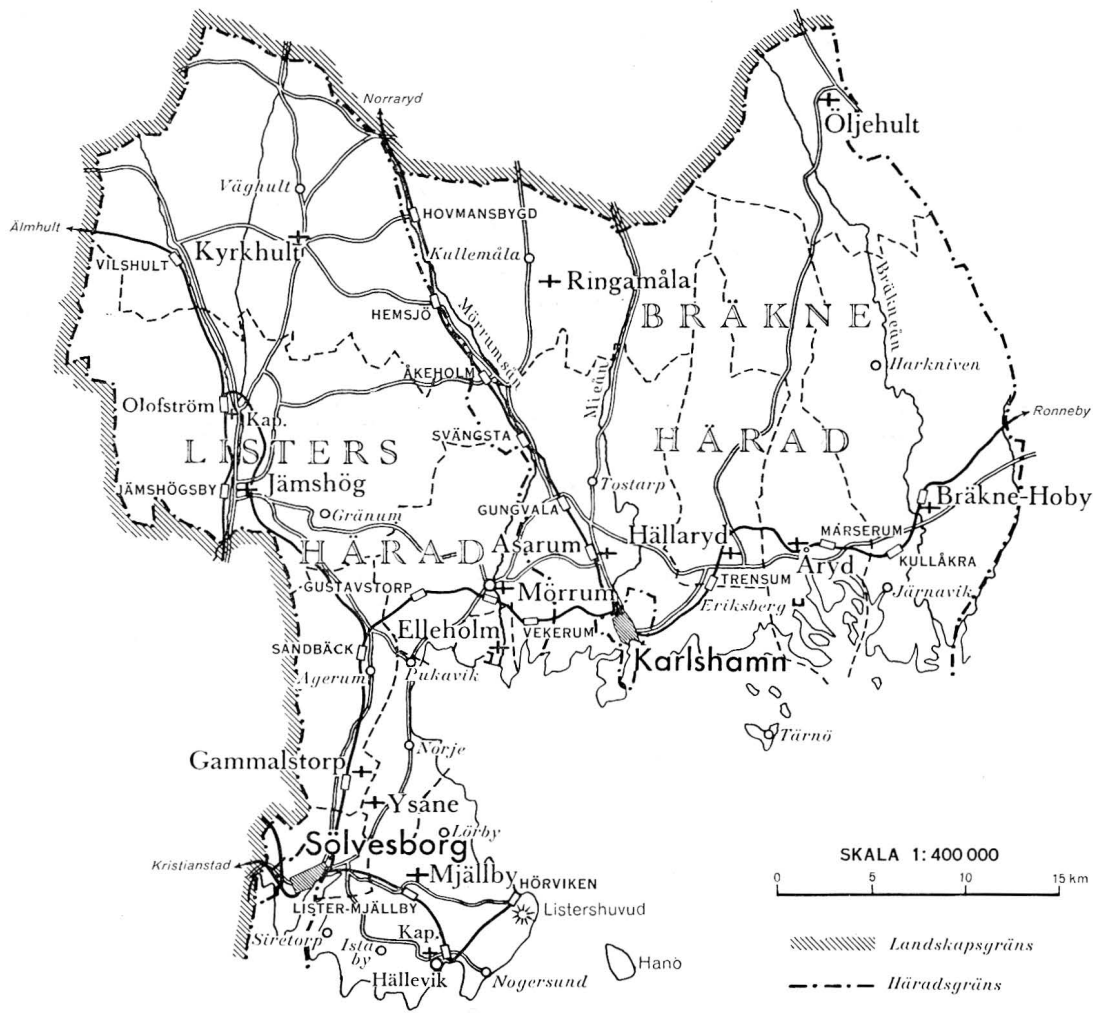 Norraryd
Öljehult
Väghult
HOVMANSBYGD
Älmhult
Kyrkhult
Kullemåla
VILSHULT
Ringamåla
Bräkneån
HEMSJÖ
Mörrumsån
BRÄKNE
Harkniven
ÅKEHOLM
Mieån
Olofström
Kap.
Ronneby
LISTERS
SVÄNGSTA
HÄRAD
JÄMSHÖGSBY
Jämshög
Tostarp
Bräkne-Hoby
Gränum
GUNGVALA
HÄRAD
Asarum
Hällaryd
MÅRSERUM
Åryd
KULLÅKRA
GUSTAVSTORP
Mörrum
TRENSUM
Eriksberg
Järnavik
Elleholm
VEKERUM
SANDBÄCK
Karlshamn
Agerum
Pukavik
Tärnö
Norje
Gammalstorp
Ysane
Lörby
Sölvesborg
Kristianstad
Mjällby
HÖRVIKEN
LISTER-MJÄLLBY
Listershuvud
Siretorp
Ista
by
Kap.
Hällevik
Nogersund
Hanö
SKALA 1:400 000
0 5 10 15 km
Landskapsgräns
Häradsgräns